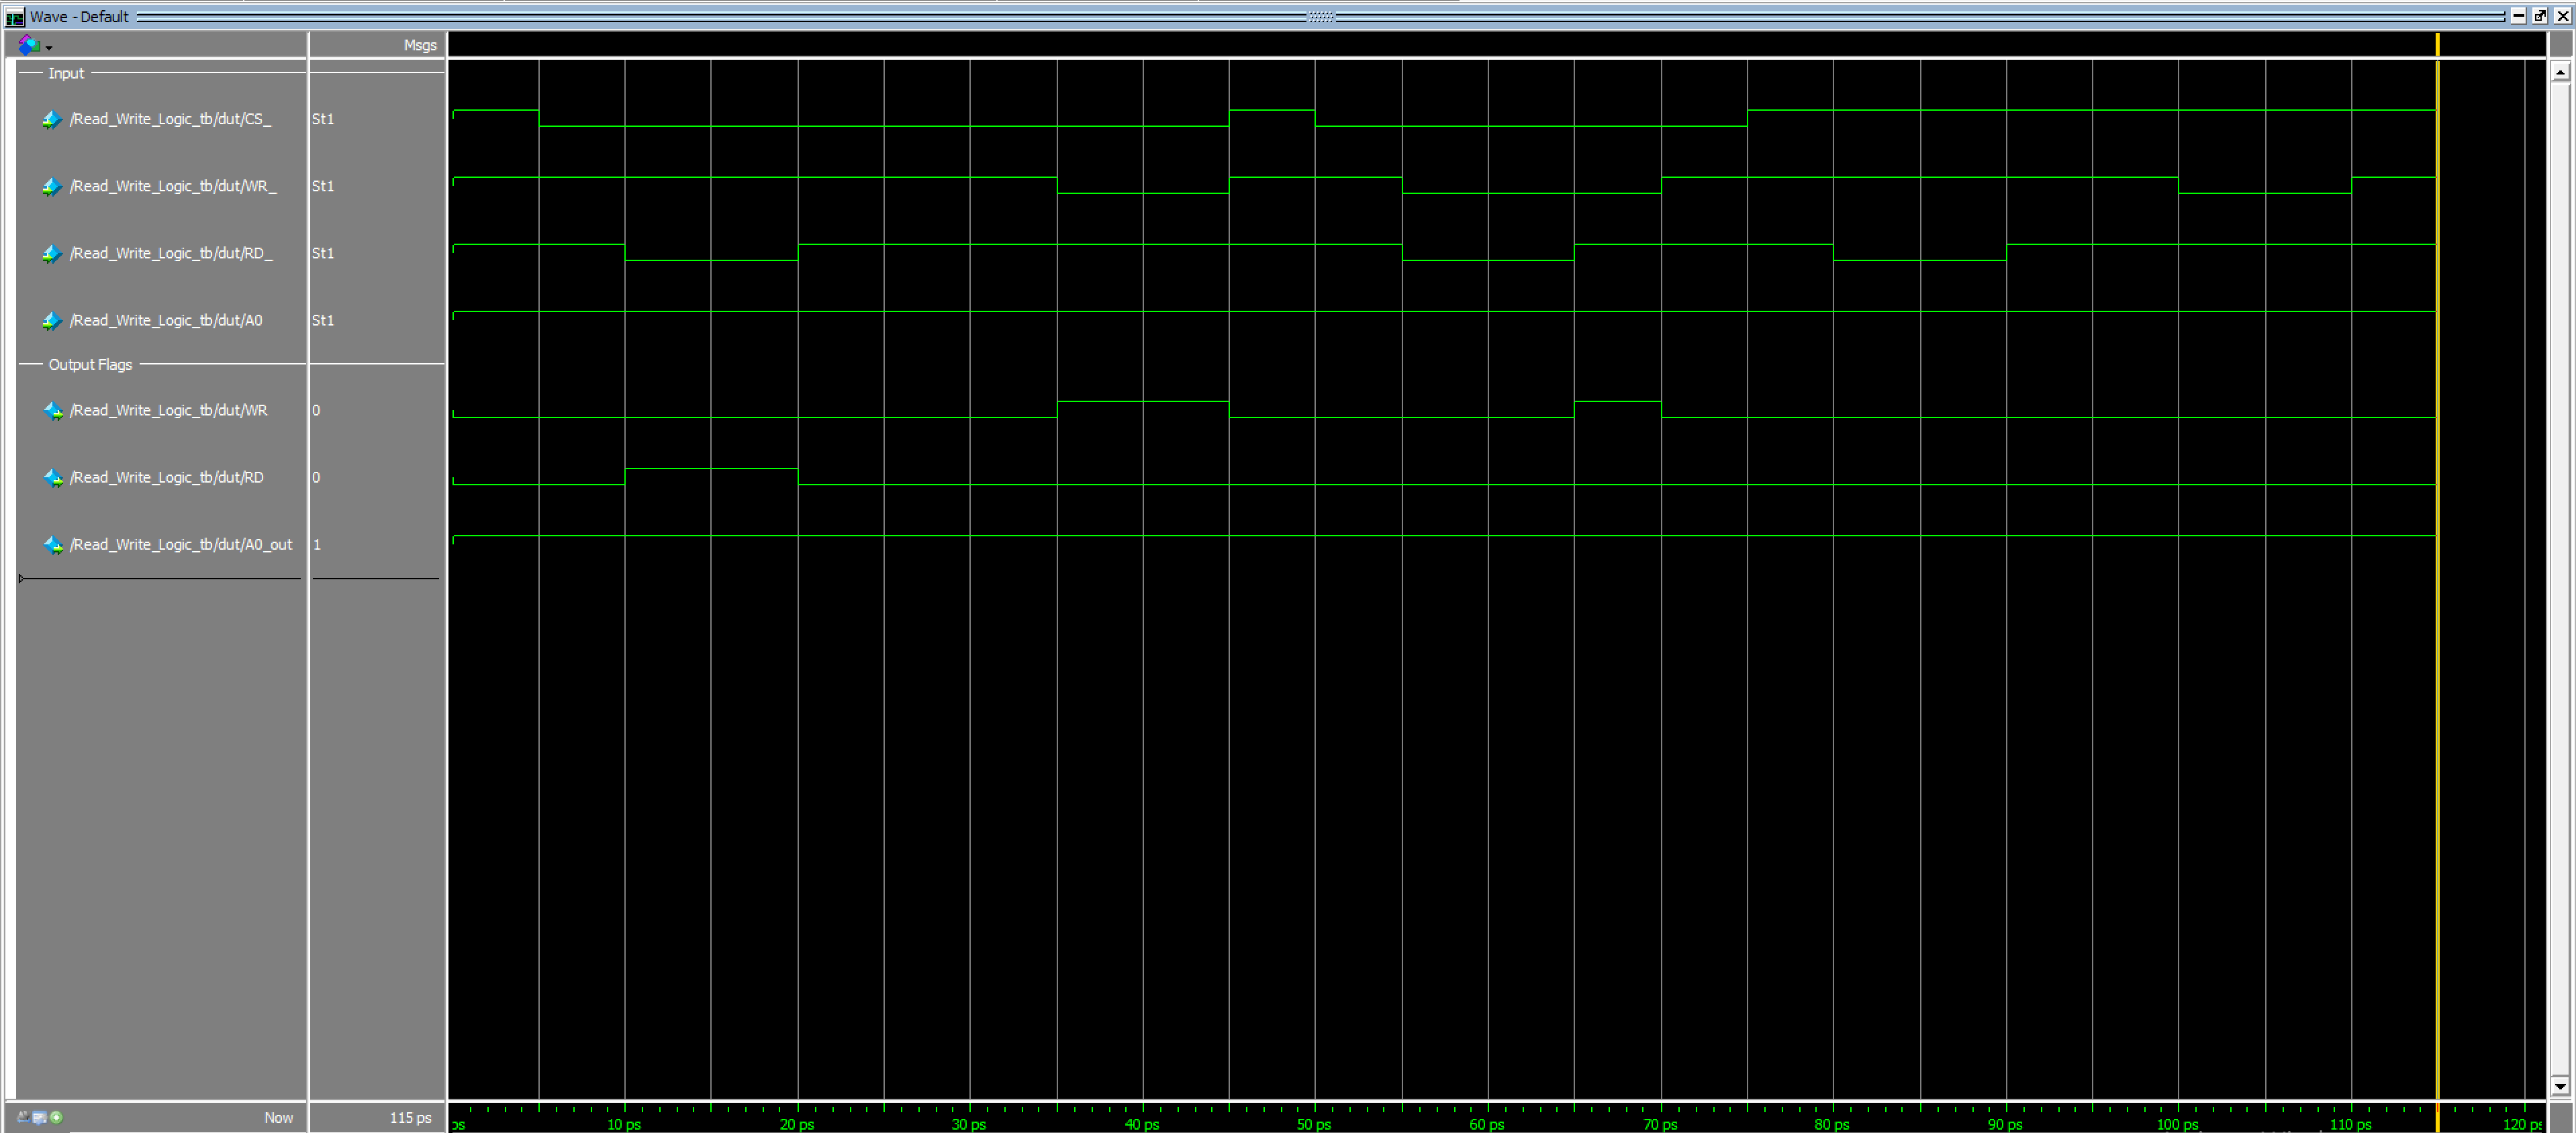 Wave - Default
Msgs
Input
/Read_Write_Logic_tb/dut/CS_ St1
/Read_Write_Logic_tb/dut/WR_ St1
/Read_Write_Logic_tb/dut/RD_ St1
/Read_Write_Logic_tb/dut/A0 St1
Output Flags
/Read_Write_Logic_tb/dut/WR 0
/Read_Write_Logic_tb/dut/RD 0
/Read_Write_Logic_tb/dut/A0_out 1
Now 115 ps
10 ps 20 ps 30 ps 40 ps 50 ps 60 ps 70 ps 80 ps 90 ps 100 ps 110 ps 120